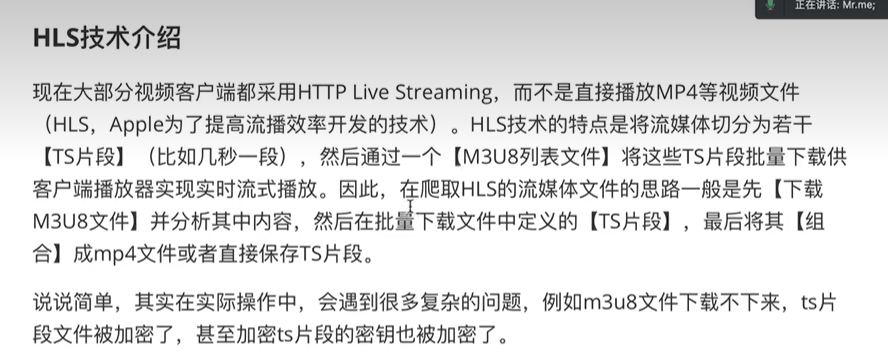 正在讲话: Mr.me;
HLS技术介绍
现在大部分视频客户端都采用HTTP Live Streaming，而不是直接播放MP4等视频文件
（HLS，Apple为了提高流播效率开发的技术）。HLS技术的特点是将流媒体切分为若干
【TS片段】（比如几秒一段），然后通过一个【M3U8列表文件】将这些TS片段批量下载供
客户端播放器实现实时流式播放。因此，在爬取HLS的流媒体文件的思路一般是先【下载
M3U8文件】并分析其中内容，然后在批量下载文件中定义的【TS片段】，最后将其【组
合】成mp4文件或者直接保存TS片段。
说说简单，其实在实际操作中，会遇到很多复杂的问题，例如m3u8文件下载不下来，ts片
段文件被加密了，甚至加密ts片段的密钥也被加密了。